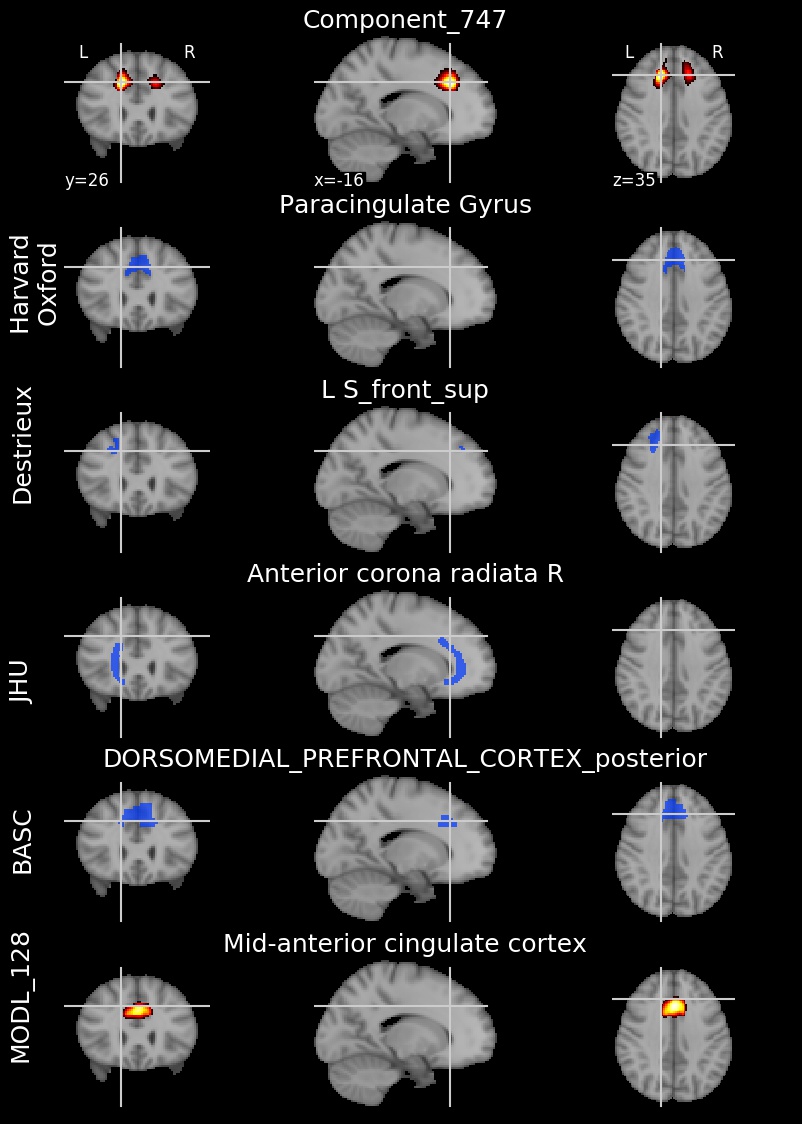 Component_747
L R
L R
y=26
x=-16
z=35
Paracingulate Gyrus
Harvard
Oxford
L S_front_sup
Destrieux
Anterior corona radiata R
JHU
DORSOMEDIAL_PREFRONTAL_CORTEX_posterior
BASC
Mid-anterior cingulate cortex
MODL_128